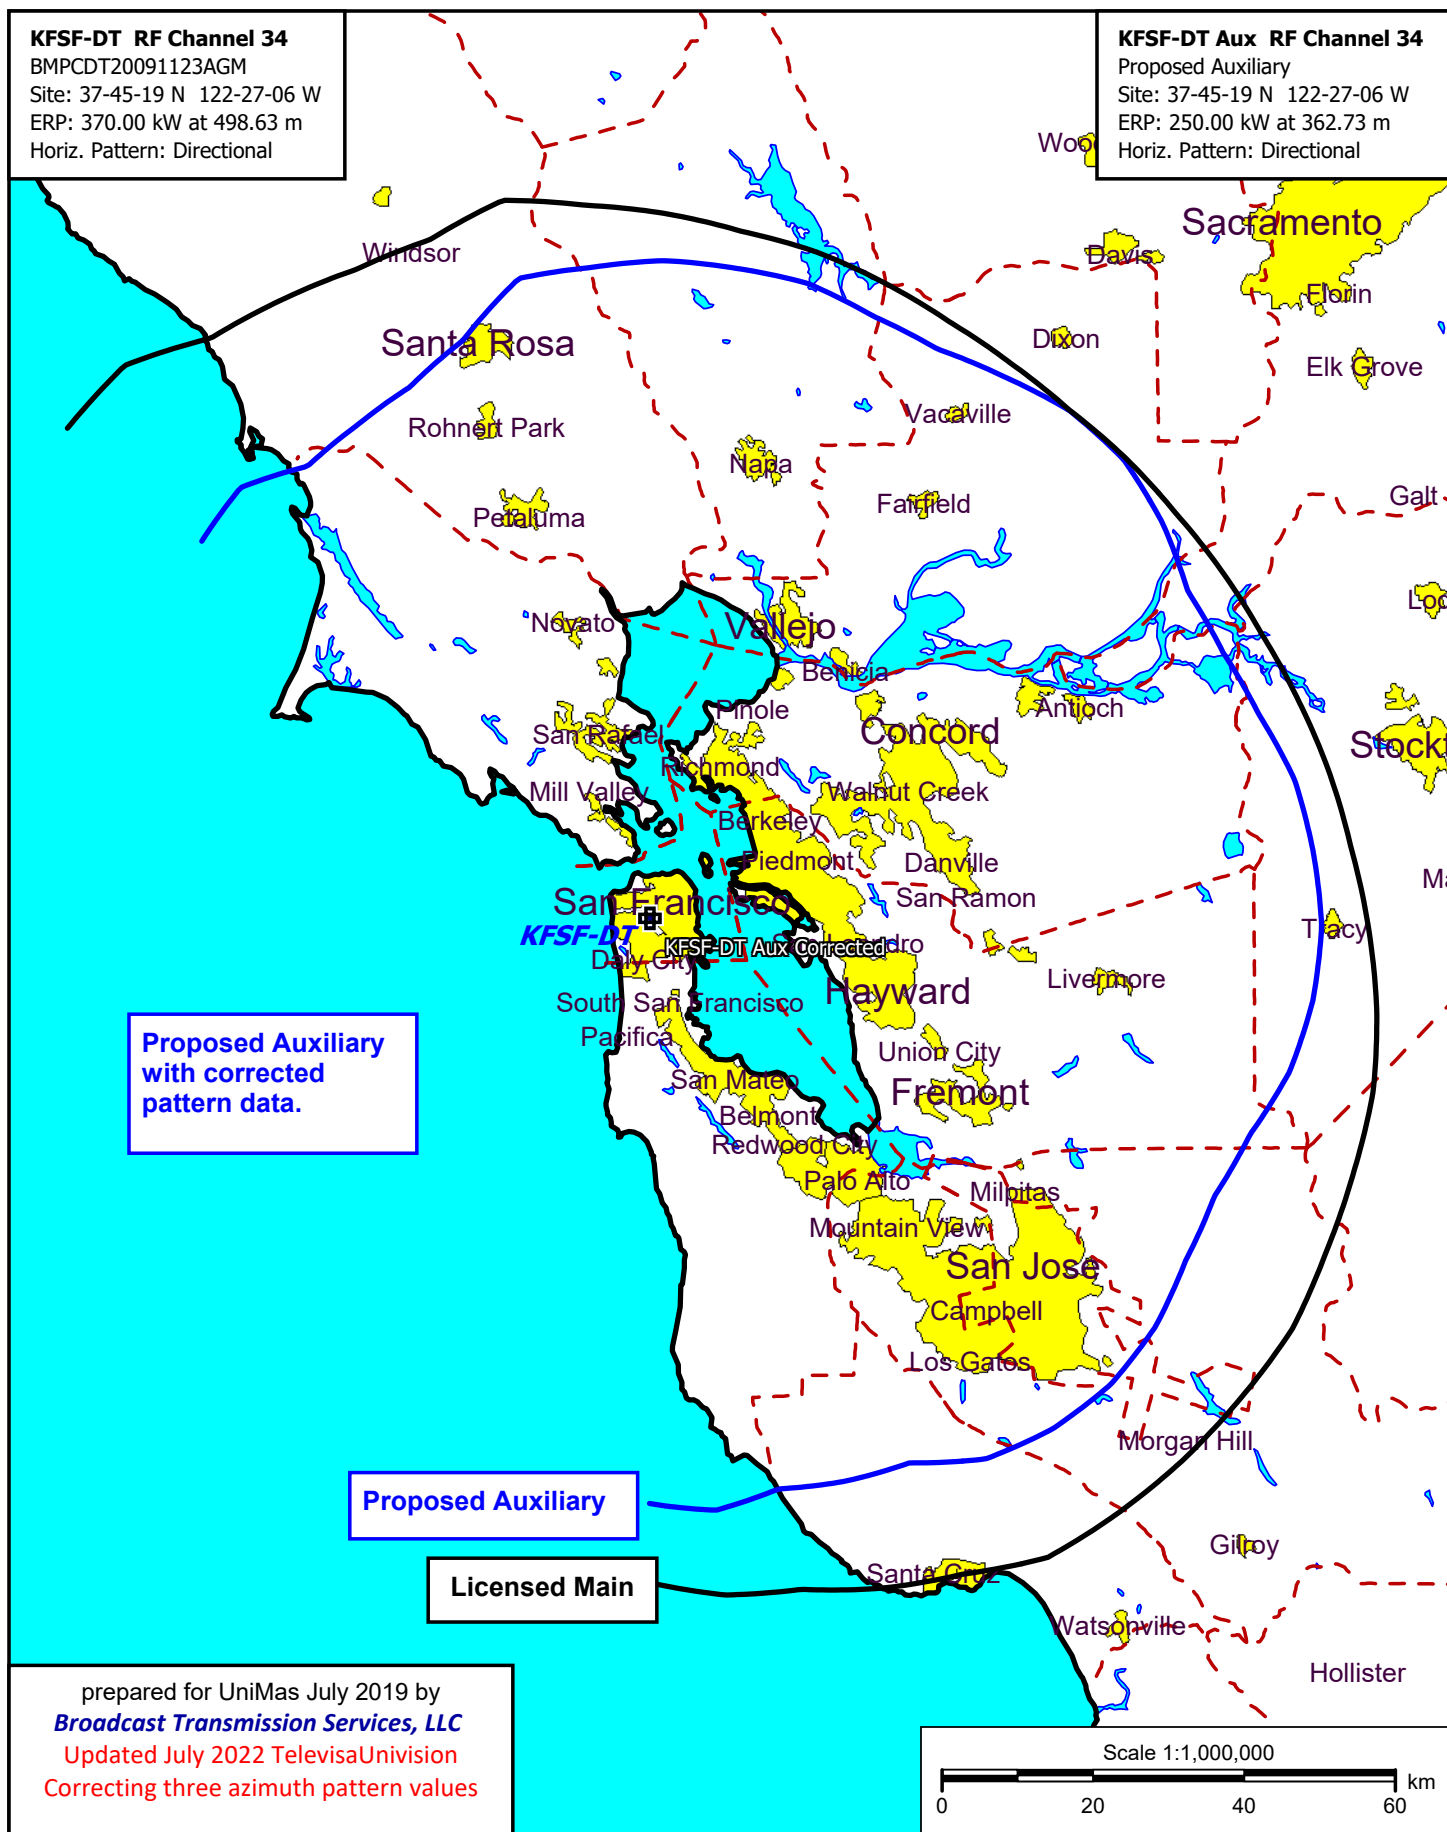 KFSF-DT RF Channel 34
BMPCDT20091123AGM
Site: 37-45-19 N 122-27-06 W
ERP: 370.00 kW at 498.63 m
Horiz. Pattern: Directional
KFSF-DT Aux RF Channel 34
Proposed Auxiliary
Site: 37-45-19 N 122-27-06 W
ERP: 250.00 kW at 362.73 m
Horiz. Pattern: Directional
Woo
Sacramento
Windsor
Davis
Florin
Santa Rosa
Dixon
Elk Grove
Rohnert Park
Vacaville
Napa
Galt
Petaluma
Fairfield
Loc
Novato
Vallejo
Benicia
Pinole
Antioch
San Rafael
Concord
Stockt
Richmond
Mill Valley
Walnut Creek
Berkeley
Piedmont
Danville
Ma
San Francisco
San Ramon
KFSF-DT
KFSF-DT Aux Corrected
Tracy
Daly City
Livermore
South San Francisco
Hayward
Pacifica
Union City
San Mateo
Fremont
Belmont
Redwood City
Palo Alto
Milpitas
Mountain View
San Jose
Campbell
Los Gatos
Morgan Hill
Gilroy
Santa Cruz
Watsonville
Hollister
Proposed Auxiliary
with corrected
pattern data.
Proposed Auxiliary
Licensed Main
prepared for UniMas July 2019 by
Broadcast Transmission Services, LLC
Updated July 2022 TelevisaUnivision
Correcting three azimuth pattern values
Scale 1:1,000,000
km
0 20 40 60